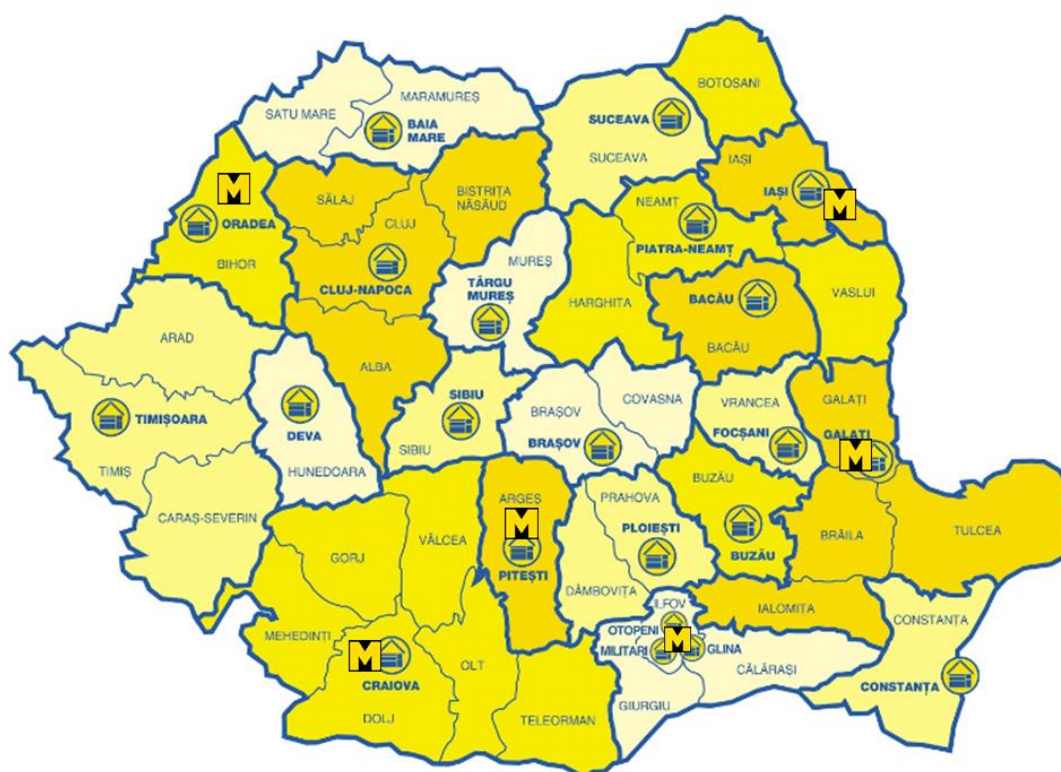 BOTOSANI
MARAMUREȘ
SATU MARE
BAIA
MARE
SUCEAVA
SUCEAVA
IAȘI
IAȘI
M
M
ORADEA
BIHOR
SĂLAJ
CLUJ
CLUJ-NAPOCA
BISTRIȚA
NĂSĂUD
NEAMȚ
PIATRA-NEAMȚ
MUREȘ
TÂRGU
MUREȘ
HARGHITA
BACĂU
BACĂU
VASLUI
ARAD
ALBA
TIMIȘOARA
TIMIȘ
DEVA
HUNEDOARA
SIBIU
SIBIU
BRAȘOV
COVASNA
BRAȘOV
VRANCEA
FOCȘANI
GALAȚI
GALAȚI
M
CARAȘ-SEVERIN
GORJ
VÂLCEA
ARGEȘ
M
PITEȘTI
PRAHOVA
PLOIEȘTI
DÂMBOVIȚA
BUZĂU
BUZĂU
BRĂILA
TULCEA
MEHEDINȚI
M
CRAIOVA
DOLJ
OLT
TELEORMAN
ILFOV
OTOPENI
M
MILITARI
GLINA
GIURGIU
CĂLĂRAȘI
IALOMIȚA
CONSTANȚA
CONSTANȚA